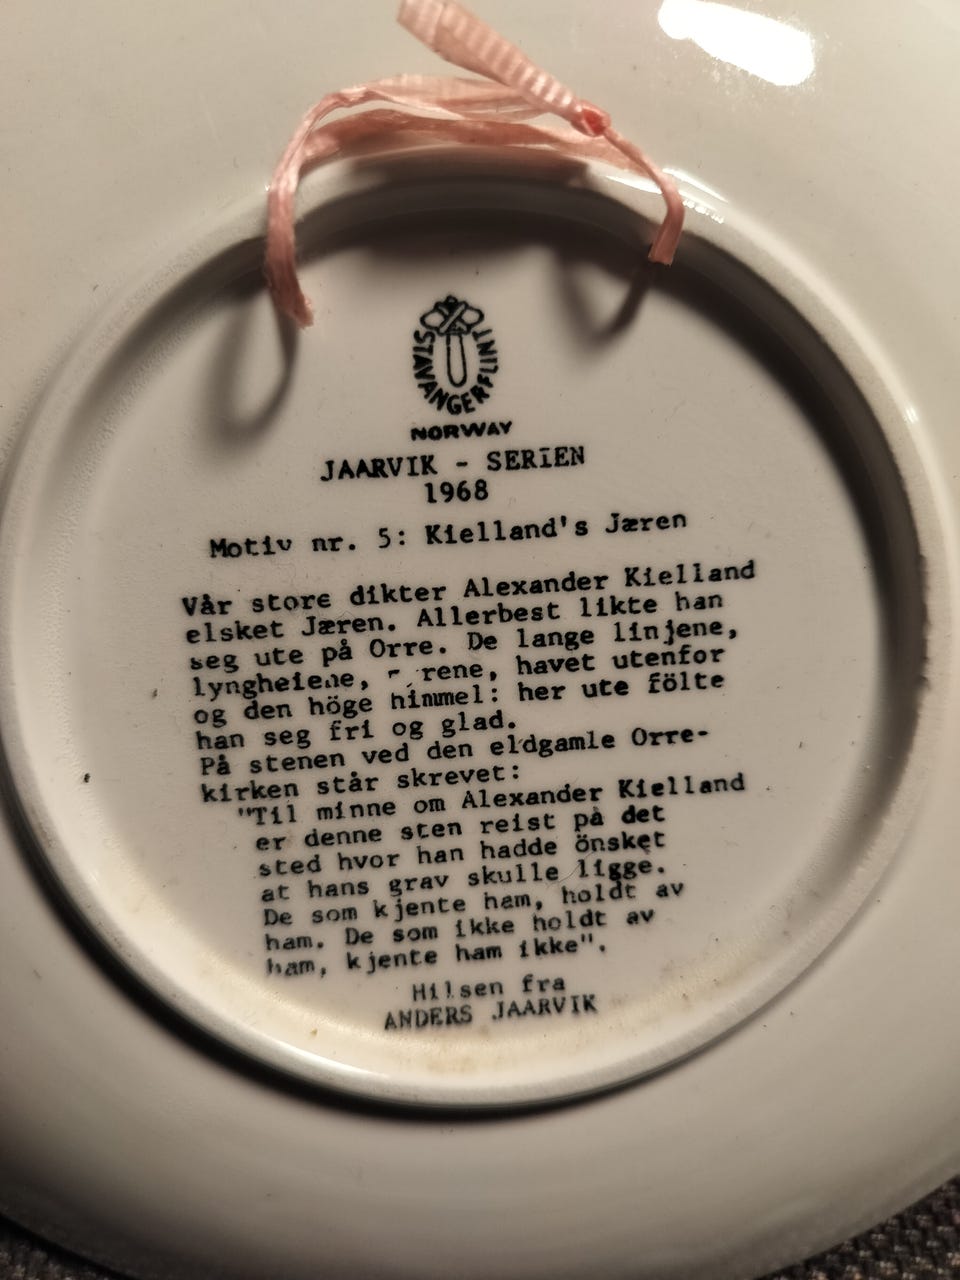 STAVANGERFLINT
NORWAY
JAARVIK - SERIEN
1968
Motiv nr. 5: Kielland's Jæren
Vår store dikter Alexander Kielland
elsket Jæren. Allerbest likte han
seg ute på Orre. De lange linjene,
lyngheiene, havet utenfor
og den höge himmel: her ute fölte
han seg fri og glad.
På stenen ved den eldgamle Orre-
kirken står skrevet:
"Til minne om Alexander Kielland
er denne sten reist på det
sted hvor han hadde önsket
at hans grav skulle ligge.
De som kjente ham, holdt av
ham. De som ikke holdt av
ham, kjente ham ikke".
Hilsen fra
ANDERS JAARVIK